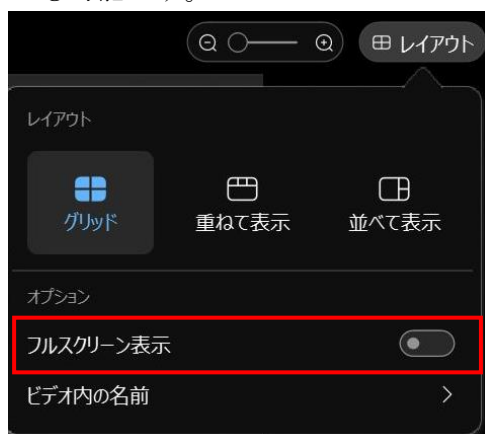 レイアウト
レイアウト
グリッド
重ねて表示
並べて表示
オプション
フルスクリーン表示
ビデオ内の名前